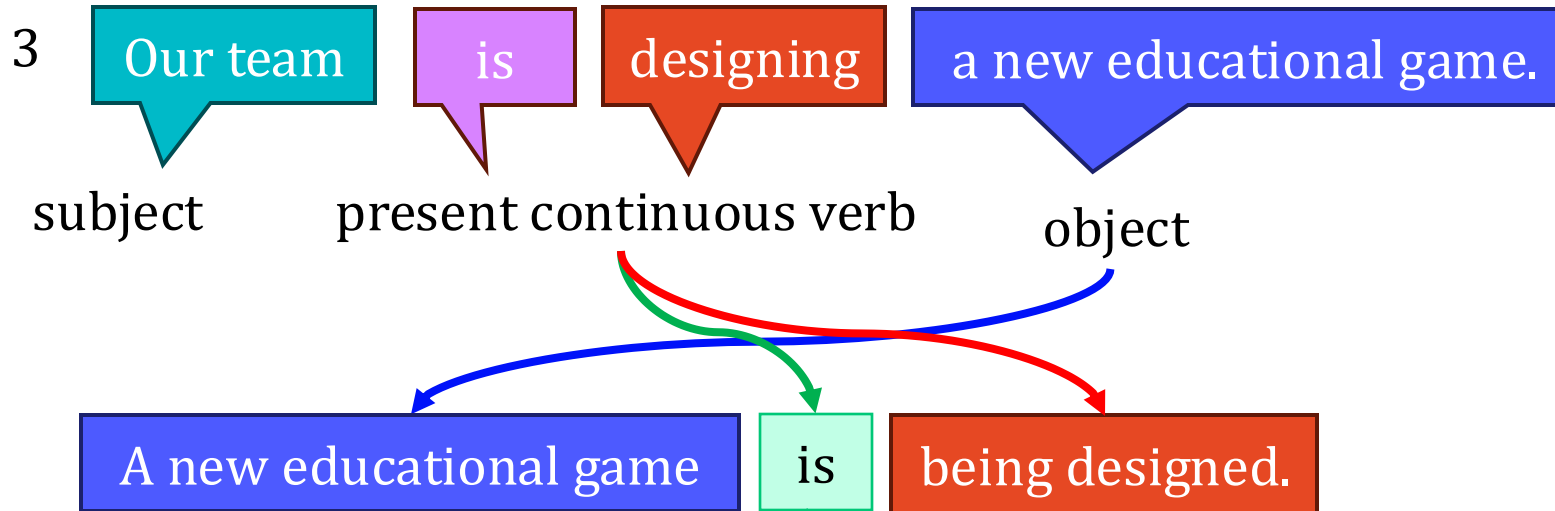 3 Our team is designing a new educational game.
subject present continuous verb object
A new educational game is being designed.